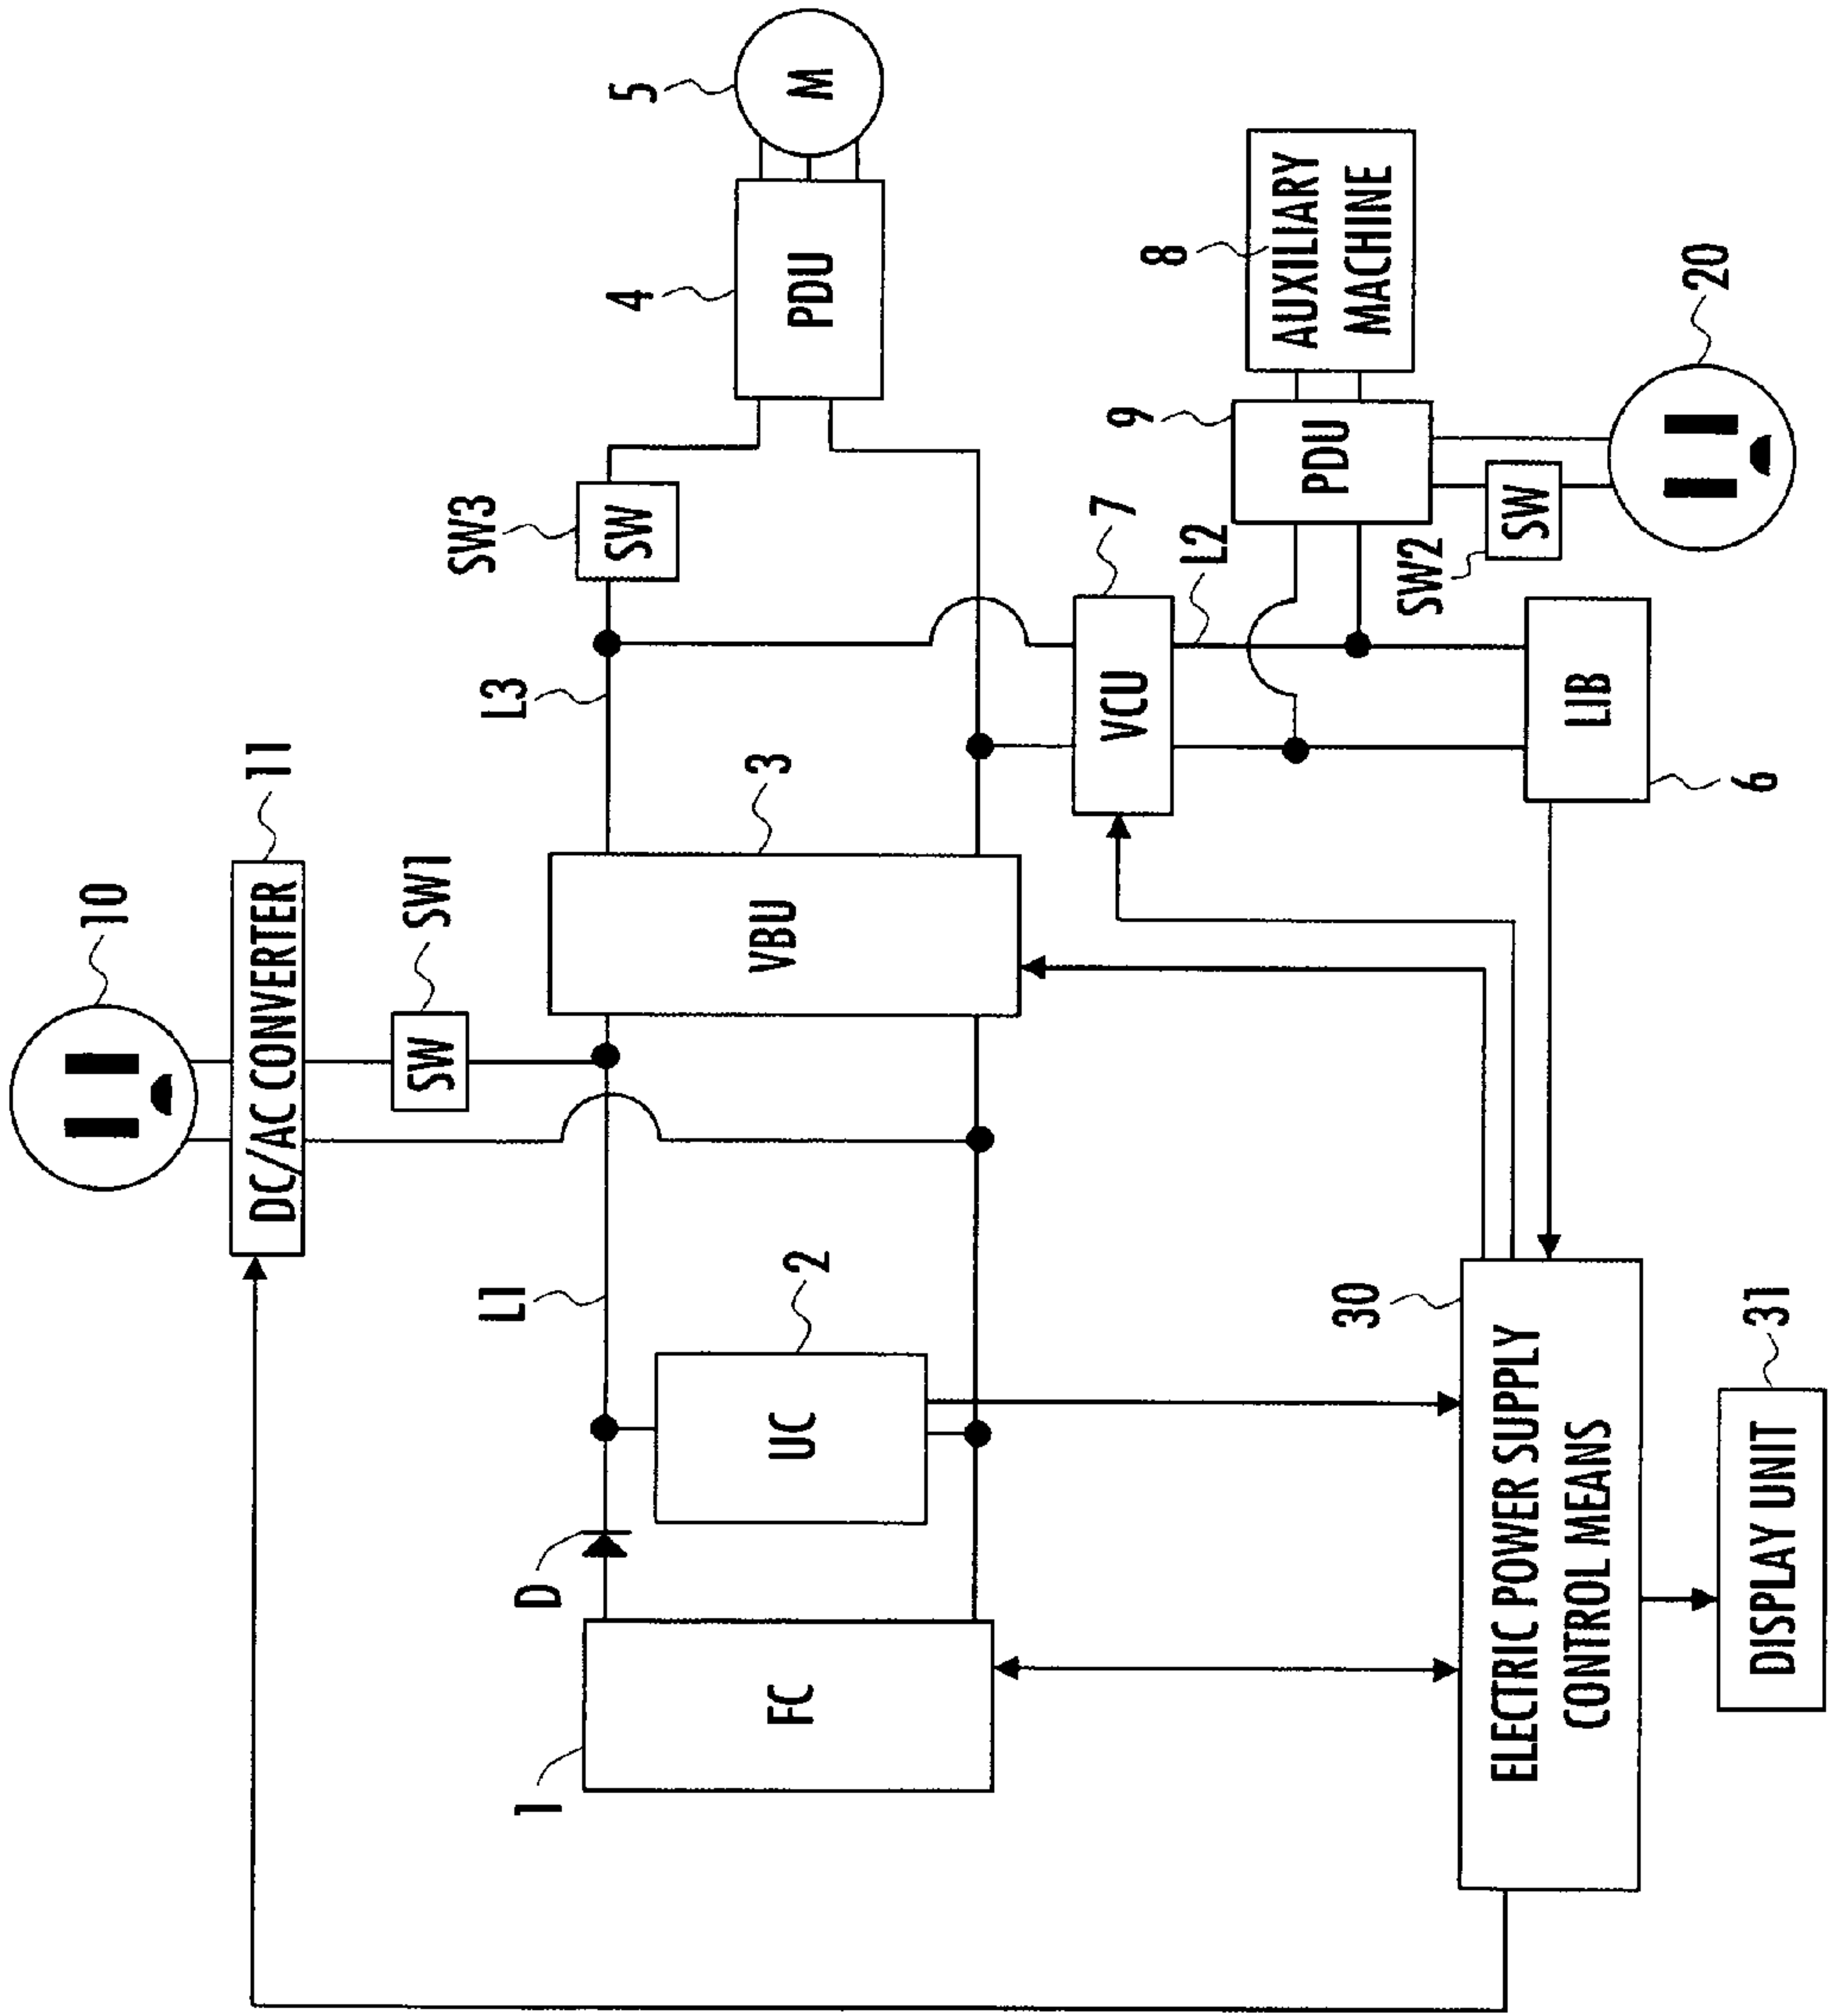 10
11
DC/AC CONVERTER
SW1
SW
L1
L3
SW3
SW
4
5
PDU
M
D
1
FC
2
UC
3
VBU
7
VCU
L2
9
PDU
8
AUXILIARY
MACHINE
SW2
SW
20
LIB
6
30
ELECTRIC POWER SUPPLY
CONTROL MEANS
31
DISPLAY UNIT